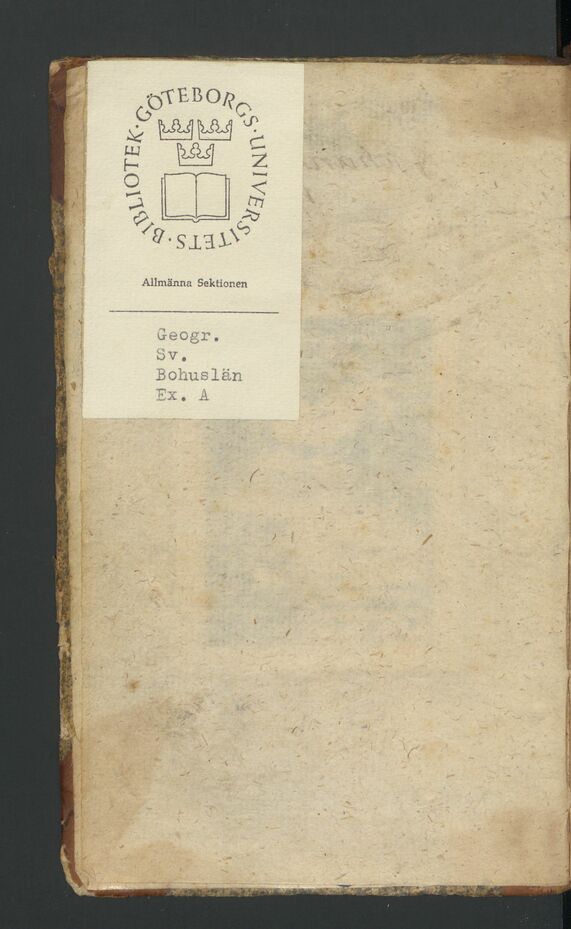 GÖTEBORGS·UNIVERSITETS·BIBLIOTEK·
Allmänna Sektionen
Geogr.
Sv.
Bohuslän
Ex. A